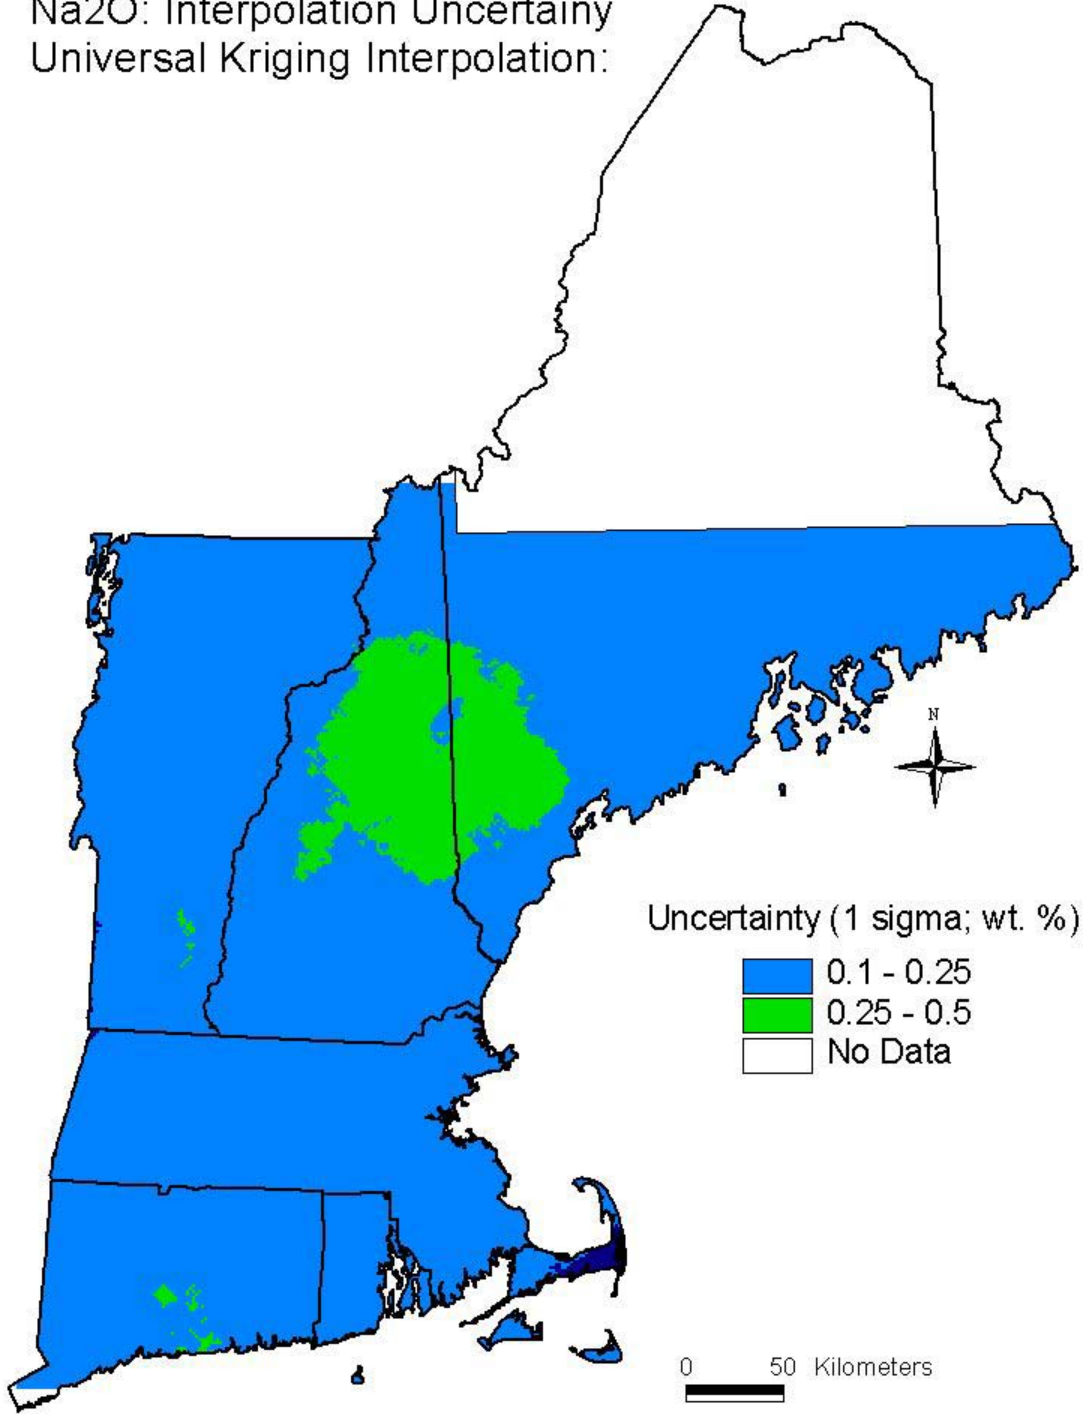 Na2O: Interpolation Uncertainy
Universal Kriging Interpolation:
N
Uncertainty (1 sigma; wt. %)
0.1 - 0.25
0.25 - 0.5
No Data
0 50 Kilometers